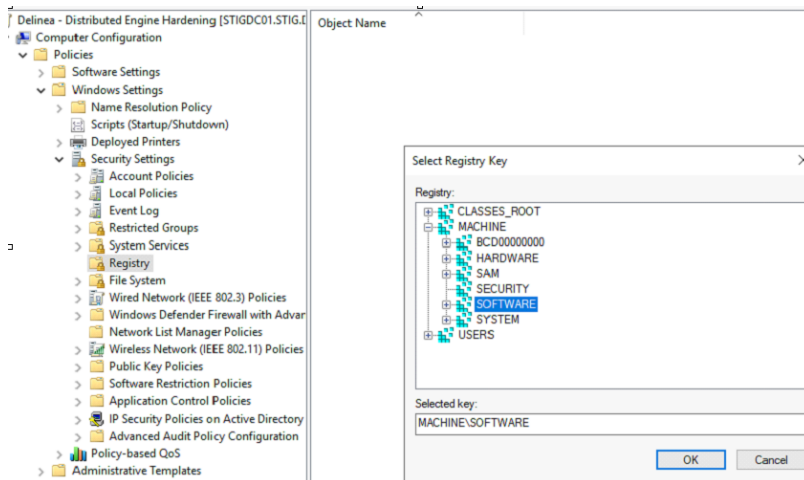 Delinea - Distributed Engine Hardening [STIGDC01.STIG.
Computer Configuration
Policies
Software Settings
Windows Settings
Name Resolution Policy
Scripts (Startup/Shutdown)
Deployed Printers
Security Settings
Account Policies
Local Policies
Event Log
Restricted Groups
System Services
Registry
File System
Wired Network (IEEE 802.3) Policies
Windows Defender Firewall with Advan
Network List Manager Policies
Wireless Network (IEEE 802.11) Policies
Public Key Policies
Software Restriction Policies
Application Control Policies
IP Security Policies on Active Directory
Advanced Audit Policy Configuration
Policy-based QoS
Administrative Templates
Object Name
Select Registry Key
Registry:
CLASSES_ROOT
MACHINE
BCD00000000
HARDWARE
SAM
SECURITY
SOFTWARE
SYSTEM
USERS
Selected key:
MACHINE\SOFTWARE
OK
Cancel